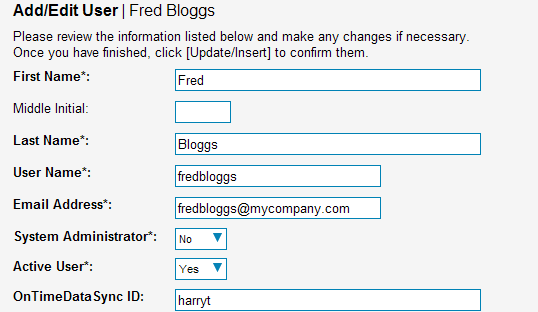 Add/Edit User | Fred Bloggs
Please review the information listed below and make any changes if necessary.
Once you have finished, click [Update/Insert] to confirm them.
First Name*: Fred
Middle Initial:
Last Name*: Bloggs
User Name*: fredbloggs
Email Address*: fredbloggs@mycompany.com
System Administrator*: No
Active User*: Yes
OnTimeDataSync ID: harryt